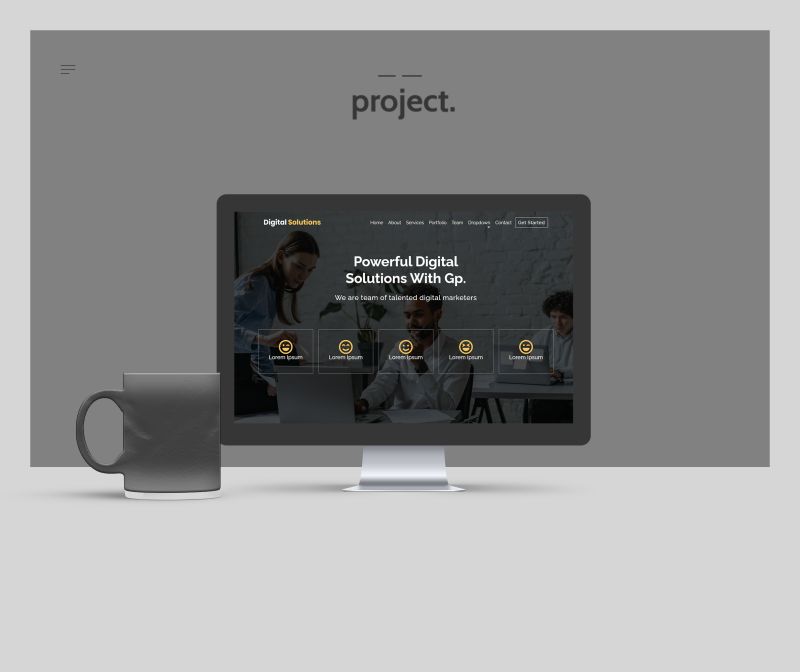 project.
Digital Solutions
Home About Services Portfolio Team Dropdown Contact Get Started
Powerful Digital
Solutions With Gp.
We are team of talented digital marketers
Lorem Ipsum Lorem Ipsum Lorem Ipsum Lorem Ipsum Lorem Ipsum